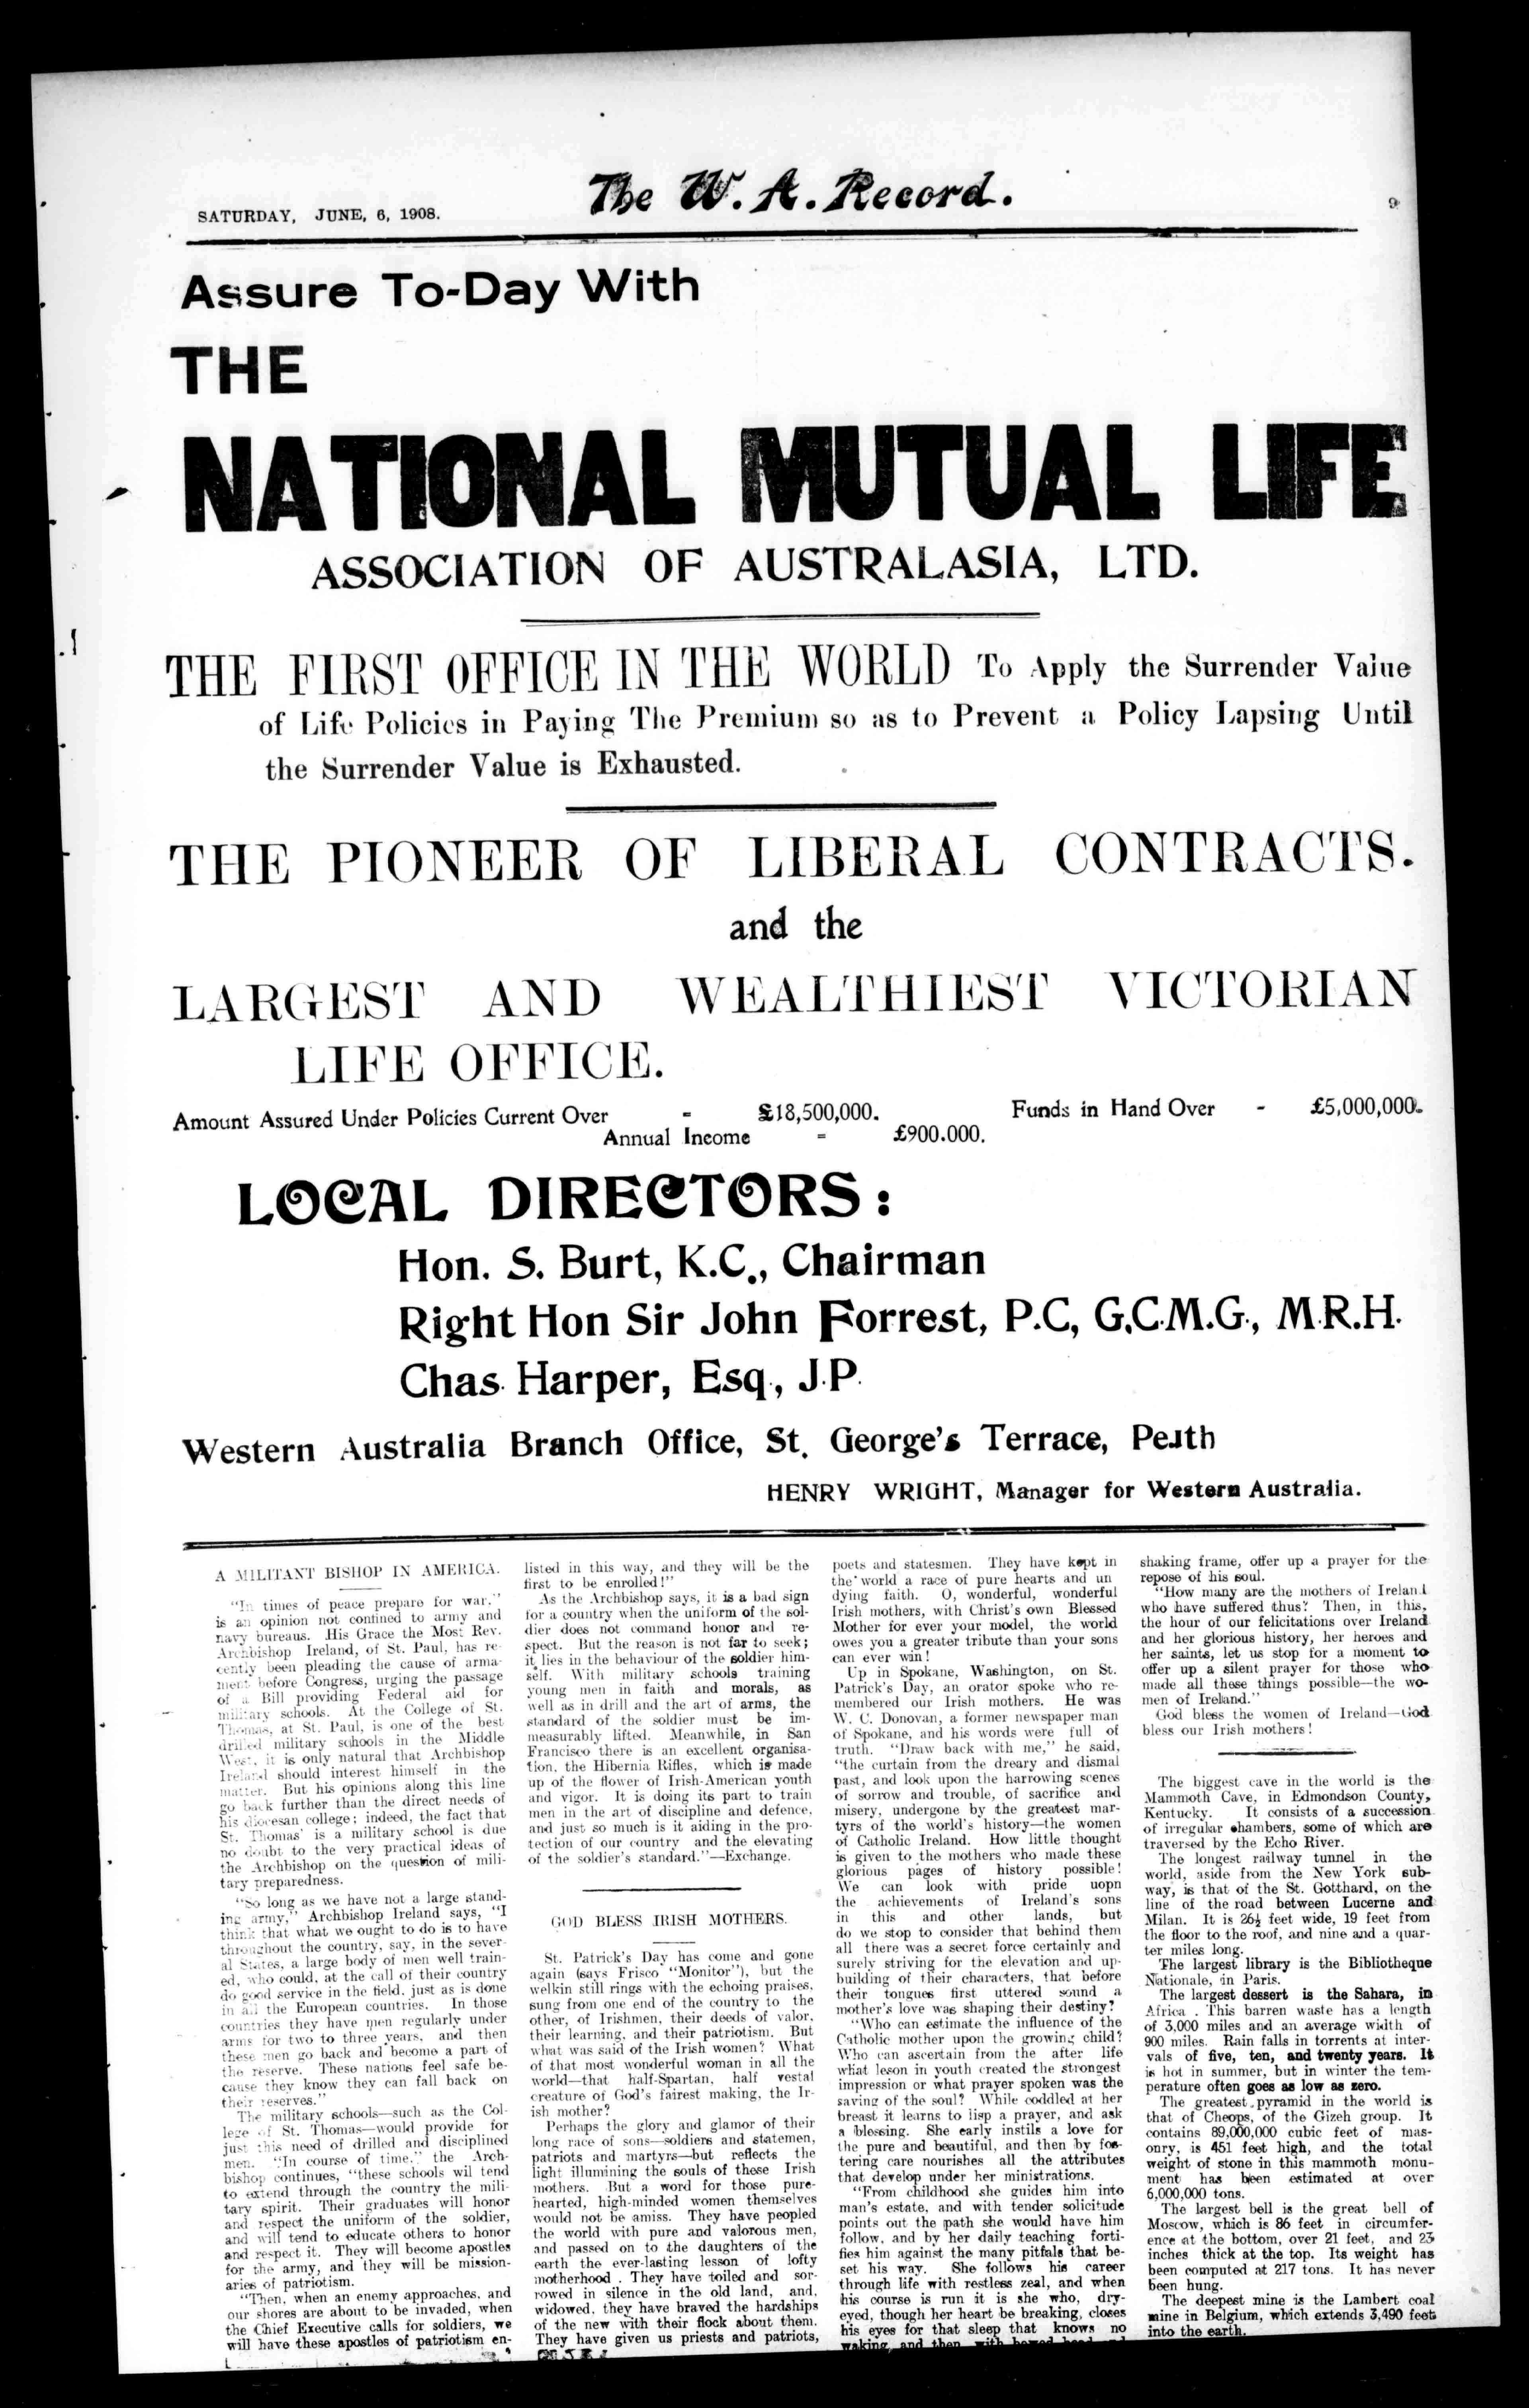 SATURDAY, JUNE, 6, 1908.
The W. A. Record.
9
Assure To-Day With
THE
NATIONAL MUTUAL LIFE
ASSOCIATION OF AUSTRALASIA, LTD.
THE FIRST OFFICE IN THE WORLD To Apply the Surrender Value
of Life Policies in Paying The Premium so as to Prevent a Policy Lapsing Until
the Surrender Value is Exhausted.
THE PIONEER OF LIBERAL CONTRACTS.
and the
LARGEST AND WEALTHIEST VICTORIAN
LIFE OFFICE.
Amount Assured Under Policies Current Over - £18,500,000. Funds in Hand Over - £5,000,000.
Annual Income - £900.000.
LOCAL DIRECTORS:
Hon. S. Burt, K.C., Chairman
Right Hon Sir John Forrest, P.C, G.C.M.G., M.R.H.
Chas. Harper, Esq., J.P.
Western Australia Branch Office, St. George's Terrace, Perth
HENRY WRIGHT, Manager for Western Australia.
A MILITANT BISHOP IN AMERICA.
"In times of peace prepare for war."
is an opinion not confined to army and
navy bureaus. His Grace the Most Rev.
Archbishop Ireland, of St. Paul, has re-
cently been pleading the cause of arma-
ment before Congress, urging the passage
of a Bill providing Federal aid for
military schools. At the College of St.
Thomas, at St. Paul, is one of the best
drilled military schools in the Middle
West, it is only natural that Archbishop
Ireland should interest himself in the
matter. But his opinions along this line
go back further than the direct needs of
his diocesan college; indeed, the fact that
St. Thomas' is a military school is due
no doubt to the very practical ideas of
the Archbishop on the question of mili-
tary preparedness.
"So long as we have not a large stand-
ing army," Archbishop Ireland says, "I
think that what we ought to do is to have
throughout the country, say, in the sever-
al States, a large body of men well train-
ed, who could, at the call of their country
do good service in the field, just as is done
in all the European countries. In those
countries they have men regularly under
arms for two to three years, and then
these men go back and become a part of
the reserve. These nations feel safe be-
cause they know they can fall back on
their reserves."
The military schools—such as the Col-
lege of St. Thomas—would provide for
just this need of drilled and disciplined
men. "In course of time," the Arch-
bishop continues, "these schools wil tend
to extend through the country the mili-
tary spirit. Their graduates will honor
and respect the uniform of the soldier,
and will tend to educate others to honor
and respect it. They will become apostles
for the army, and they will be mission-
aries of patriotism.
"Then, when an enemy approaches, and
our shores are about to be invaded, when
the Chief Executive calls for soldiers, we
will have these apostles of patriotism en-
listed in this way, and they will be the
first to be enrolled!"
As the Archbishop says, it is a bad sign
for a country when the uniform of the sol-
dier does not command honor and re-
spect. But the reason is not far to seek;
it lies in the behaviour of the soldier him-
self. With military schools training
young men in faith and morals, as
well as in drill and the art of arms, the
standard of the soldier must be im-
measurably lifted. Meanwhile, in San
Francisco there is an excellent organisa-
tion, the Hibernia Rifles, which is made
up of the flower of Irish-American youth
and vigor. It is doing its part to train
men in the art of discipline and defence,
and just so much is it aiding in the pro-
tection of our country and the elevating
of the soldier's standard."—Exchange.
GOD BLESS IRISH MOTHERS.
St. Patrick's Day has come and gone
again (says Frisco "Monitor"), but the
welkin still rings with the echoing praises,
sung from one end of the country to the
other, of Irishmen, their deeds of valor,
their learning, and their patriotism. But
what was said of the Irish women? What
of that most wonderful woman in all the
world—that half-Spartan, half vestal
creature of God's fairest making, the Ir-
ish mother?
Perhaps the glory and glamor of their
long race of sons—soldiers and statemen,
patriots and martyrs—but reflects the
light illumining the souls of these Irish
mothers. But a word for those pure-
hearted, high-minded women themselves
would not be amiss. They have peopled
the world with pure and valorous men,
and passed on to the daughters of the
earth the ever-lasting lesson of lofty
motherhood . They have toiled and sor-
rowed in silence in the old land, and,
widowed, they have braved the hardships
of the new with their flock about them.
They have given us priests and patriots,
poets and statesmen. They have kept in
the world a race of pure hearts and un
dying faith. O, wonderful, wonderful
Irish mothers, with Christ's own Blessed
Mother for ever your model, the world
owes you a greater tribute than your sons
can ever win!
Up in Spokane, Washington, on St.
Patrick's Day, an orator spoke who re-
membered our Irish mothers. He was
W. C. Donovan, a former newspaper man
of Spokane, and his words were full of
truth. "Draw back with me," he said,
"the curtain from the dreary and dismal
past, and look upon the harrowing scenes
of sorrow and trouble, of sacrifice and
misery, undergone by the greatest mar-
tyrs of the world's history—the women
of Catholic Ireland. How little thought
is given to the mothers who made these
glorious pages of history possible!
We can look with pride uopn
the achievements of Ireland's sons
in this and other lands, but
do we stop to consider that behind them
all there was a secret force certainly and
surely striving for the elevation and up-
building of their characters, that before
their tongues first uttered sound a
mother's love was shaping their destiny?
"Who can estimate the influence of the
Catholic mother upon the growing child?
Who can ascertain from the after life
what leson in youth created the strongest
impression or what prayer spoken was the
saving of the soul? While coddled at her
breast it learns to lisp a prayer, and ask
a blessing. She early instils a love for
the pure and beautiful, and then by fos-
tering care nourishes all the attributes
that develop under her ministrations.
"From childhood she guides him into
man's estate, and with tender solicitude
points out the path she would have him
follow, and by her daily teaching forti-
fies him against the many pitfals that be-
set his way. She follows his career
through life with restless zeal, and when
his course is run it is she who, dry-
eyed, though her heart be breaking, closes
his eyes for that sleep that knows no
waking, and then with bowed head and
shaking frame, offer up a prayer for the
repose of his soul.
"How many are the mothers of Ireland
who have suffered thus? Then, in this,
the hour of our felicitations over Ireland
and her glorious history, her heroes and
her saints, let us stop for a moment to
offer up a silent prayer for those who
made all these things possible—the wo-
men of Ireland."
God bless the women of Ireland—God
bless our Irish mothers!
The biggest cave in the world is the
Mammoth Cave, in Edmondson County,
Kentucky. It consists of a succession
of irregular chambers, some of which are
traversed by the Echo River.
The longest railway tunnel in the
world, aside from the New York sub-
way, is that of the St. Gotthard, on the
line of the road between Lucerne and
Milan. It is 26½ feet wide, 19 feet from
the floor to the roof, and nine and a quar-
ter miles long.
The largest library is the Bibliotheque
Nationale, in Paris.
The largest dessert is the Sahara, in
Africa . This barren waste has a length
of 3,000 miles and an average width of
900 miles. Rain falls in torrents at inter-
vals of five, ten, and twenty years. It
is hot in summer, but in winter the tem-
perature often goes as low as zero.
The greatest pyramid in the world is
that of Cheops, of the Gizeh group. It
contains 89,000,000 cubic feet of mas-
onry, is 451 feet high, and the total
weight of stone in this mammoth monu-
ment has been estimated at over
6,000,000 tons.
The largest bell is the great bell of
Moscow, which is 86 feet in circumfer-
ence at the bottom, over 21 feet, and 23
inches thick at the top. Its weight has
been computed at 217 tons. It has never
been hung.
The deepest mine is the Lambert coal
mine in Belgium, which extends 3,490 feet
into the earth.